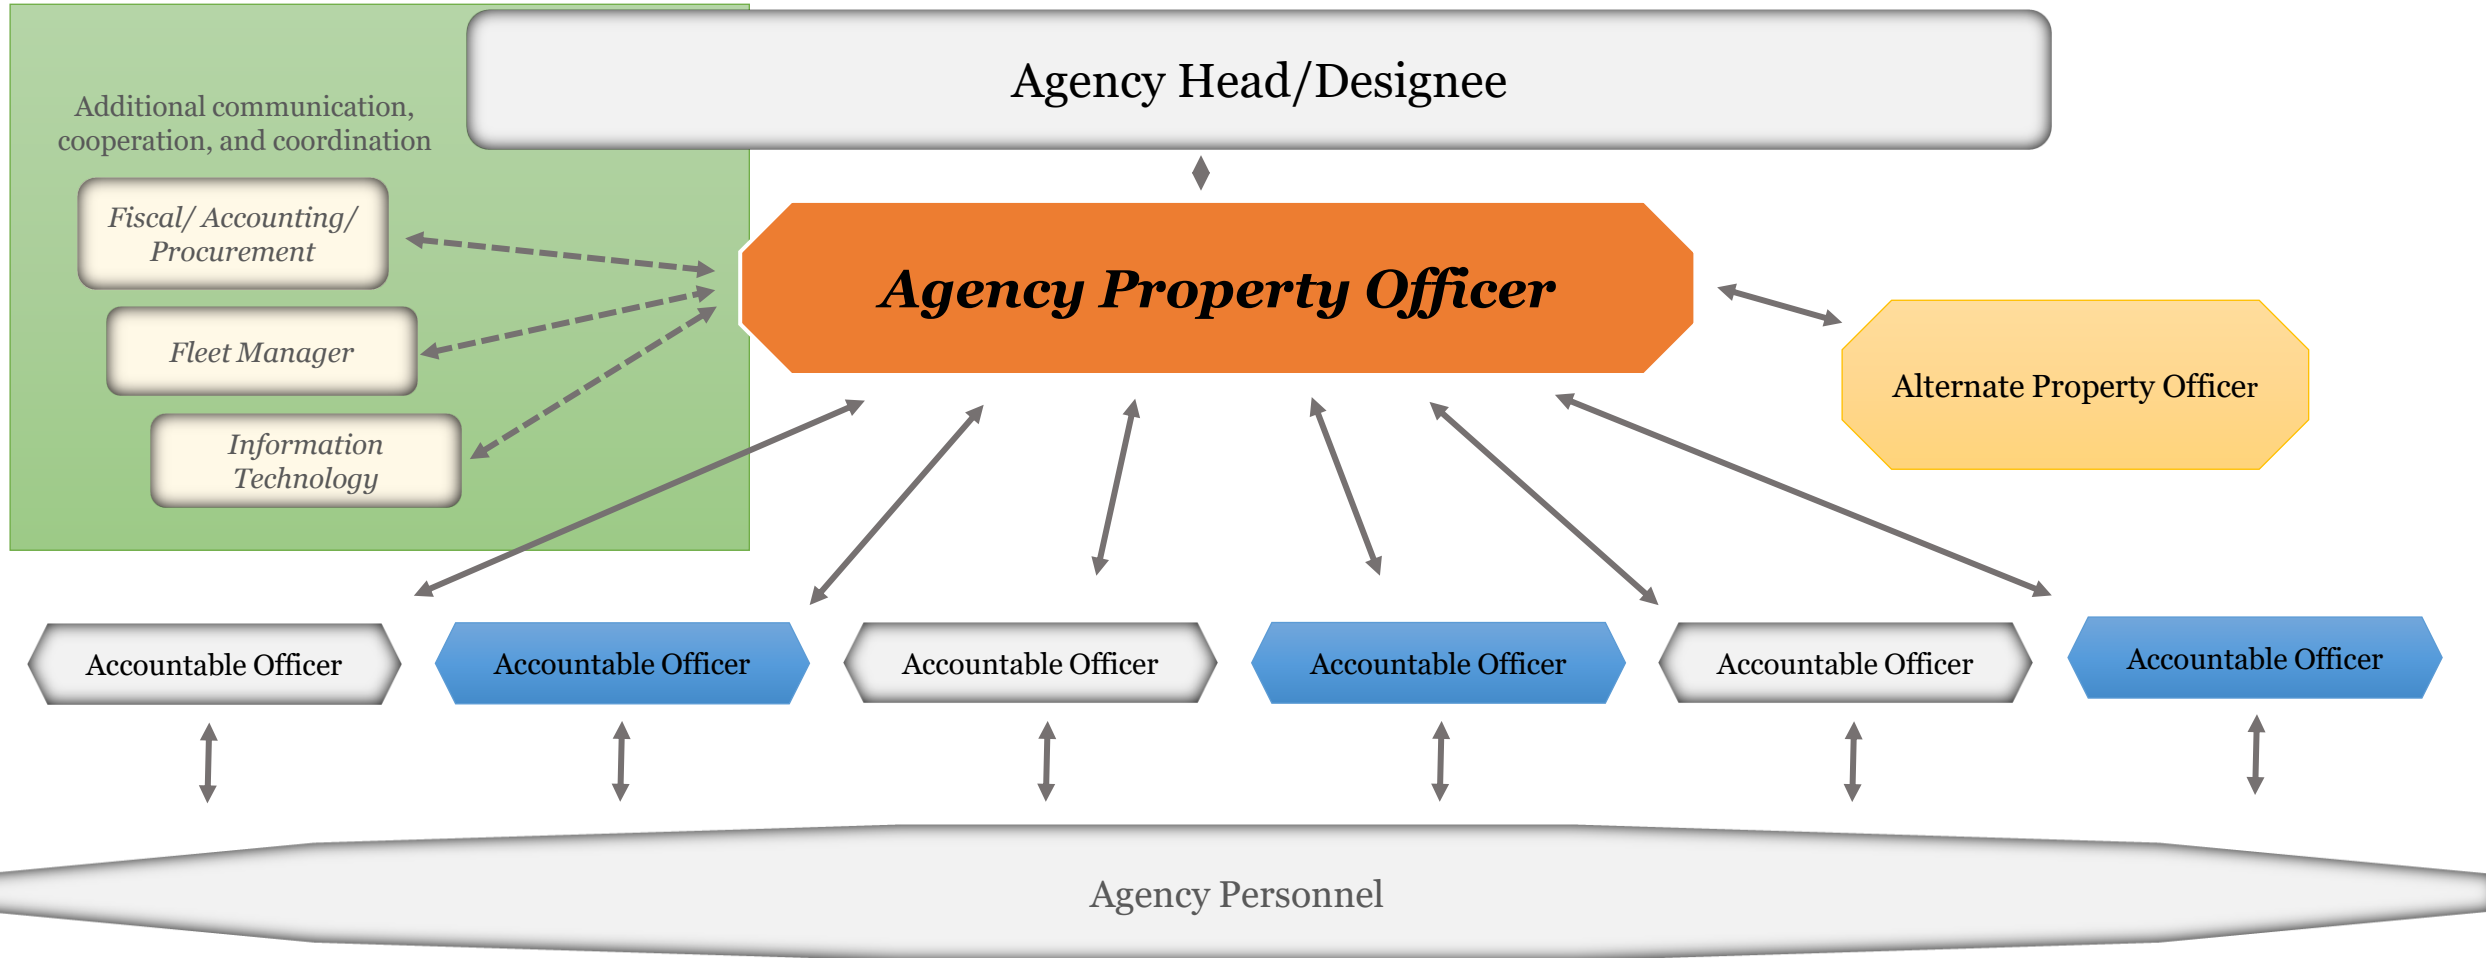 Agency Head/Designee
Additional communication,
cooperation, and coordination
Fiscal/ Accounting/
Procurement
Fleet Manager
Information
Technology
Agency Property Officer
Alternate Property Officer
Accountable Officer
Accountable Officer
Accountable Officer
Accountable Officer
Accountable Officer
Accountable Officer
Agency Personnel